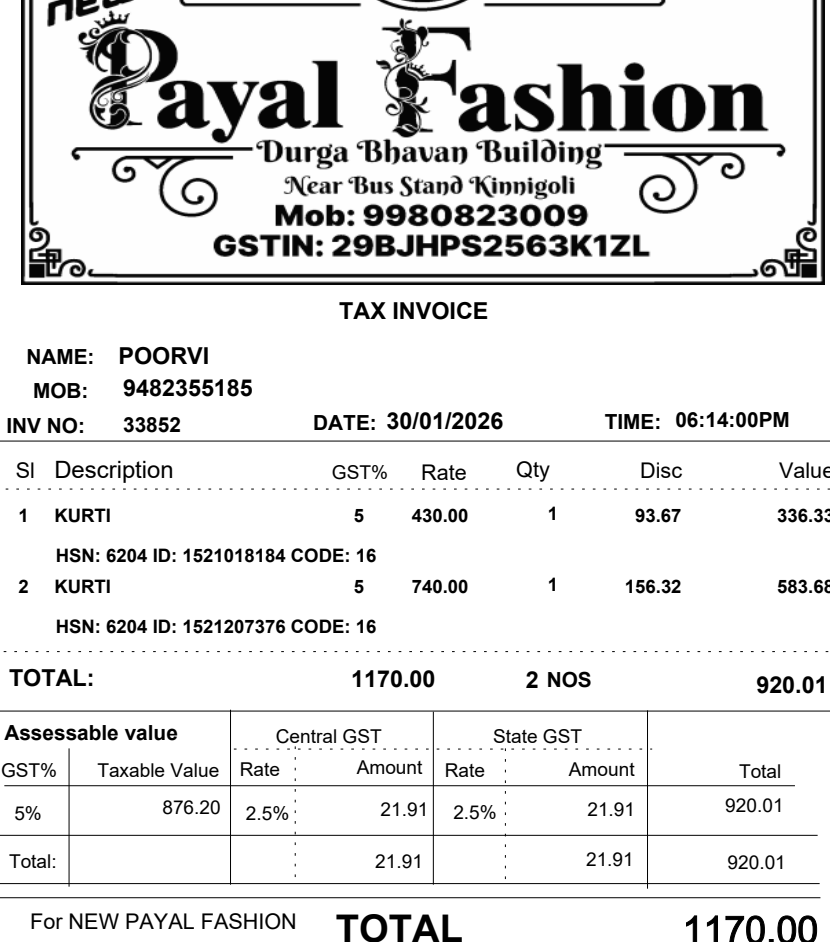 new
Payal Fashion
Durga Bhavan Building
Near Bus Stand Kinnigoli
Mob: 9980823009
GSTIN: 29BJHPS2563K1ZL
TAX INVOICE
NAME: POORVI
MOB: 9482355185
INV NO: 33852 DATE: 30/01/2026 TIME: 06:14:00PM
Sl Description GST% Rate Qty Disc Value
1 KURTI 5 430.00 1 93.67 336.33
HSN: 6204 ID: 1521018184 CODE: 16
2 KURTI 5 740.00 1 156.32 583.68
HSN: 6204 ID: 1521207376 CODE: 16
TOTAL: 1170.00 2 NOS 920.01
Assessable value Central GST State GST
GST% Taxable Value Rate Amount Rate Amount Total
5% 876.20 2.5% 21.91 2.5% 21.91 920.01
Total: 21.91 21.91 920.01
For NEW PAYAL FASHION TOTAL 1170.00